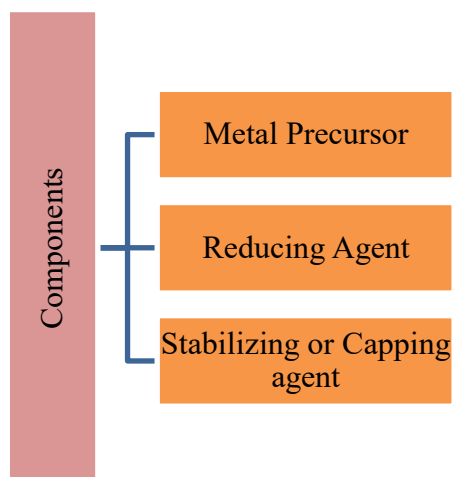 Components
Metal Precursor
Reducing Agent
Stabilizing or Capping
agent